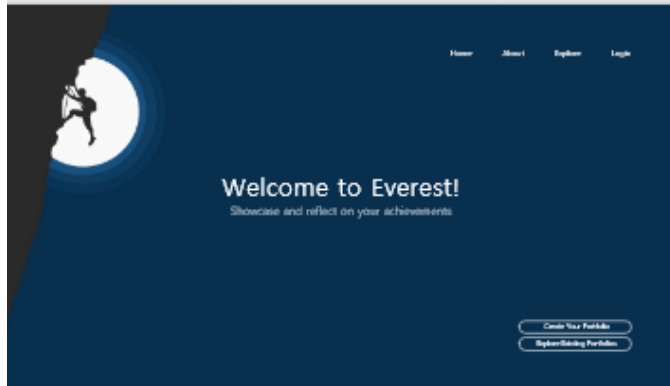 Home About Explore Login
Welcome to Everest!
Showcase and reflect on your achievements
Create Your Portfolio
Explore Existing Portfolios